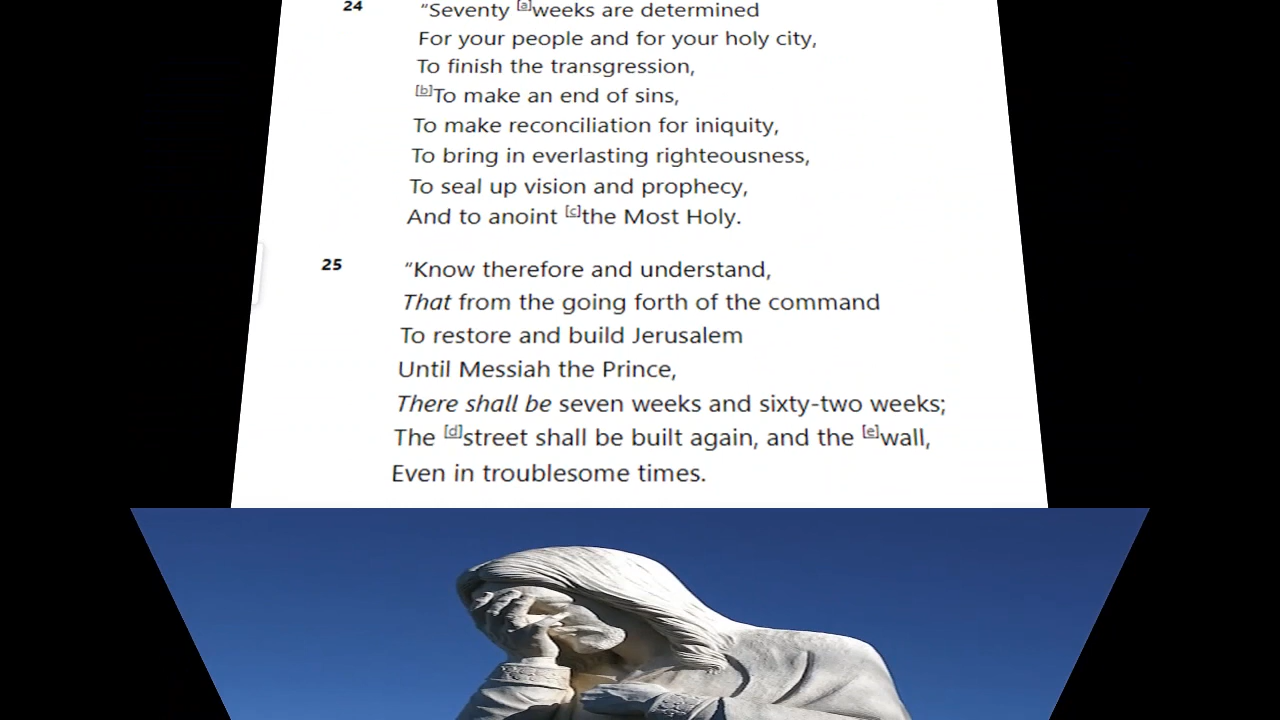 24 “Seventy [a]weeks are determined
For your people and for your holy city,
To finish the transgression,
[b]To make an end of sins,
To make reconciliation for iniquity,
To bring in everlasting righteousness,
To seal up vision and prophecy,
And to anoint [c]the Most Holy.
25 “Know therefore and understand,
That from the going forth of the command
To restore and build Jerusalem
Until Messiah the Prince,
There shall be seven weeks and sixty-two weeks;
The [d]street shall be built again, and the [e]wall,
Even in troublesome times.